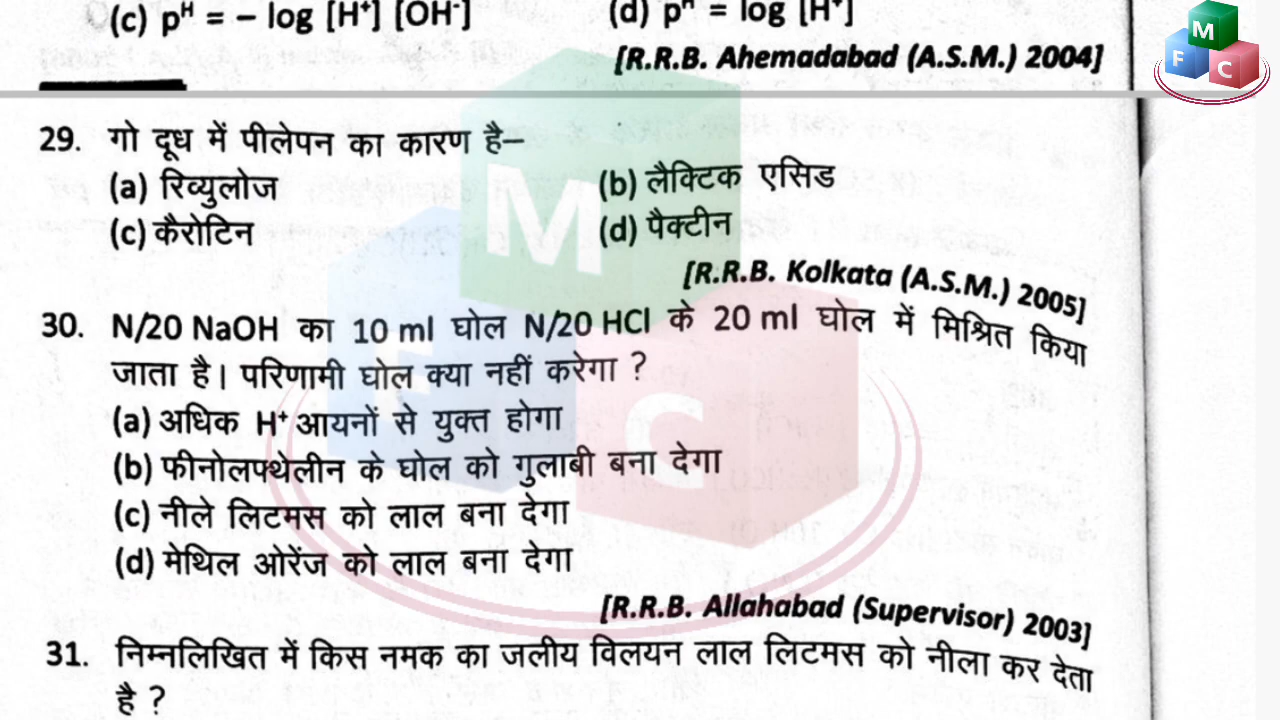 (c) pᴴ = – log [H⁺] [OH⁻] (d) pᴴ = log [H⁺]
[R.R.B. Ahemadabad (A.S.M.) 2004]
29. गो दूध में पीलेपन का कारण है–
(a) रिव्युलोज (b) लैक्टिक एसिड
(c) कैरोटिन (d) पैक्टीन
[R.R.B. Kolkata (A.S.M.) 2005]
30. N/20 NaOH का 10 ml घोल N/20 HCl के 20 ml घोल में मिश्रित किया
जाता है। परिणामी घोल क्या नहीं करेगा ?
(a) अधिक H⁺ आयनों से युक्त होगा
(b) फीनोलफ्थेलीन के घोल को गुलाबी बना देगा
(c) नीले लिटमस को लाल बना देगा
(d) मेथिल ओरेंज को लाल बना देगा
[R.R.B. Allahabad (Supervisor) 2003]
31. निम्नलिखित में किस नमक का जलीय विलयन लाल लिटमस को नीला कर देता
है ?
M
F C
M
F C